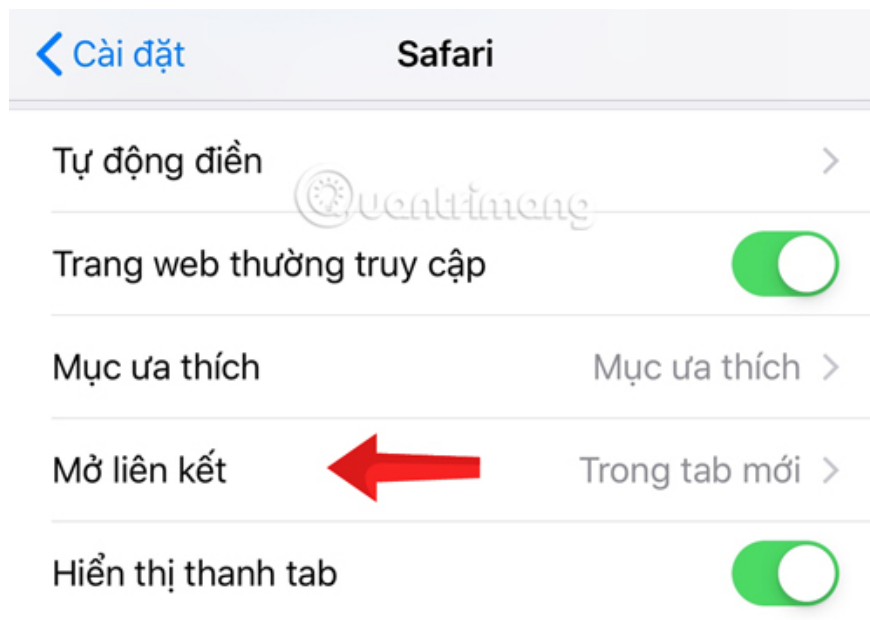 Cài đặt Safari
Tự động điền
Quantrimang
Trang web thường truy cập
Mục ưa thích Mục ưa thích
Mở liên kết Trong tab mới
Hiển thị thanh tab